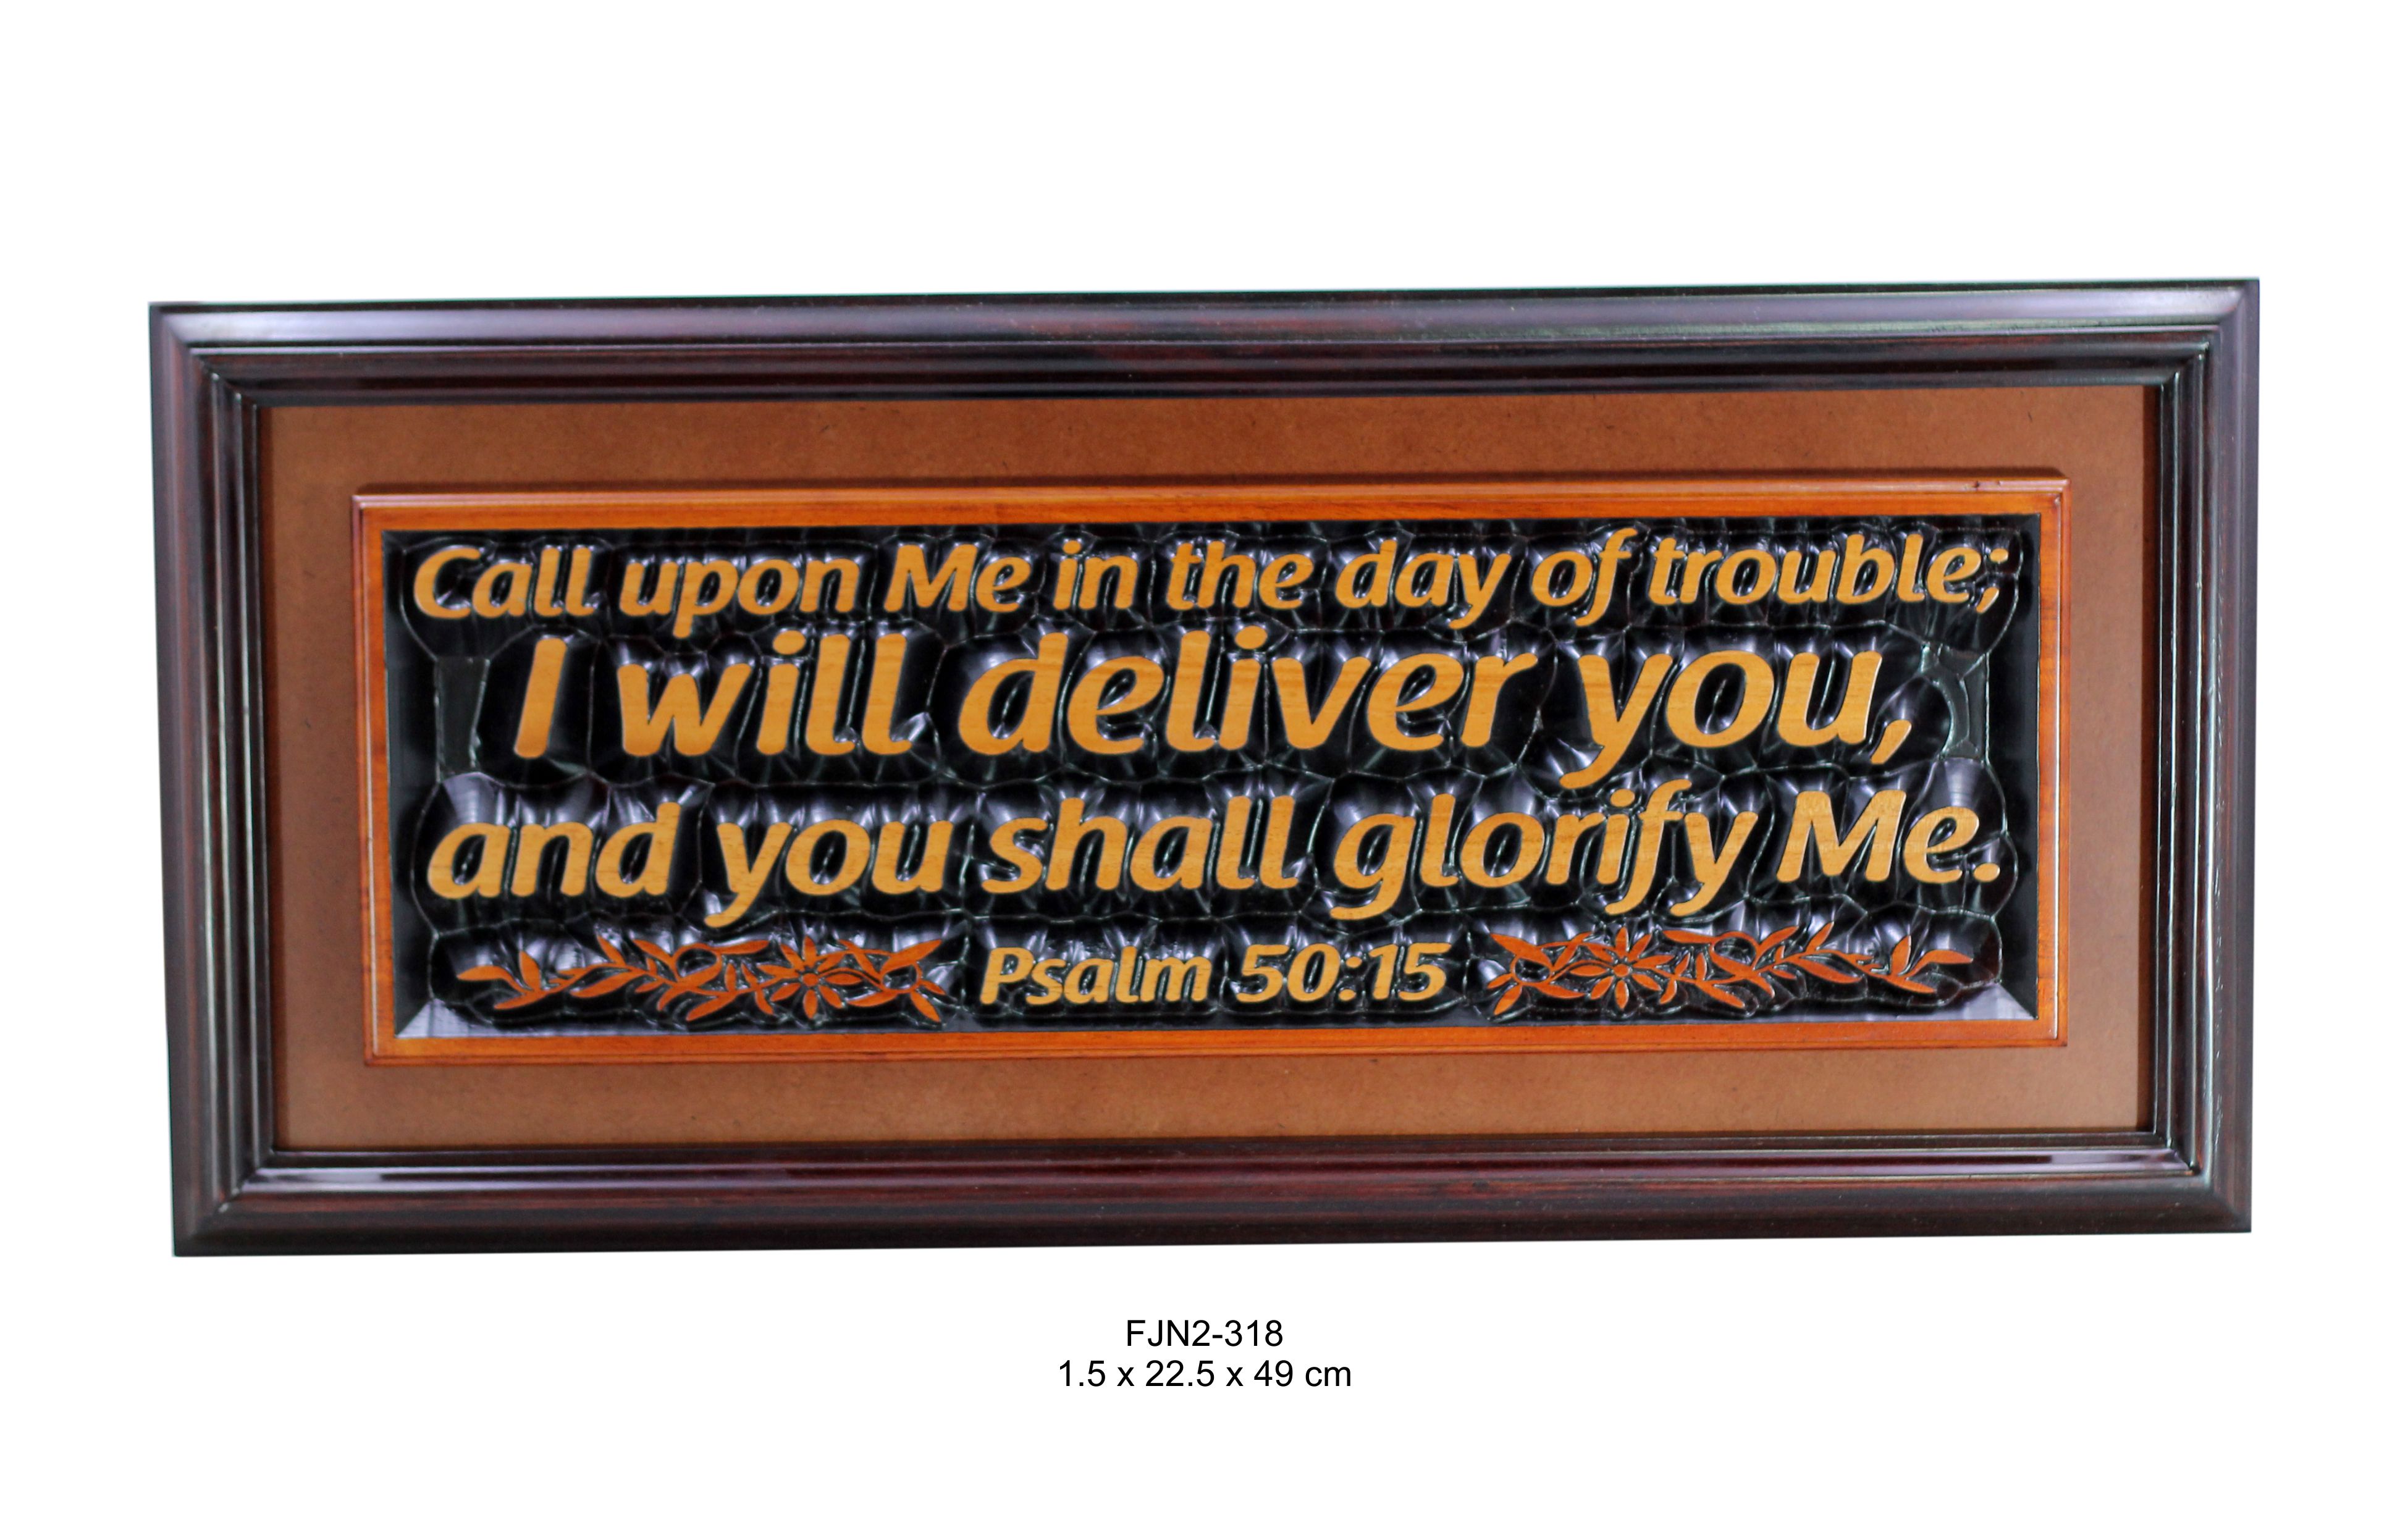 Call upon Me in the day of trouble;
I will deliver you,
and you shall glorify Me.
Psalm 50:15
FJN2-318
1.5 x 22.5 x 49 cm